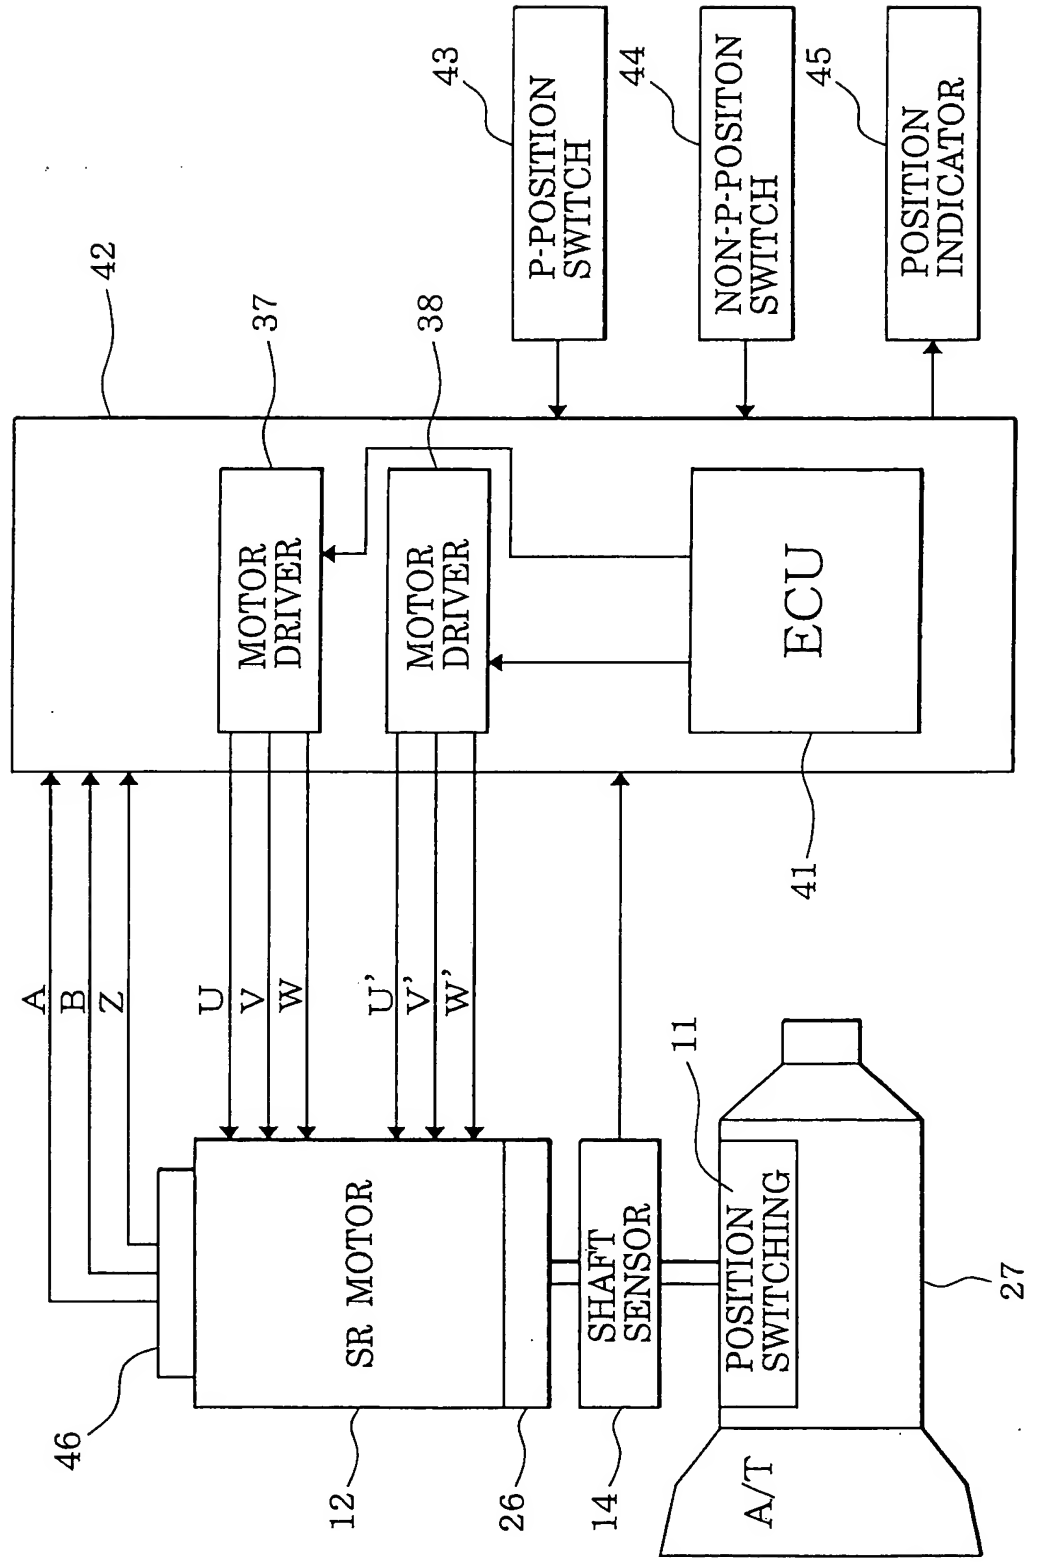 A
B
Z
46
42
U
V
W
MOTOR
DRIVER
37
12
SR MOTOR
U'
V'
W'
MOTOR
DRIVER
38
43
P-POSITION
SWITCH
26
14
SHAFT
SENSOR
44
NON-P-POSITON
SWITCH
11
POSITION
SWITCHING
A/T
41
ECU
45
POSITION
INDICATOR
27